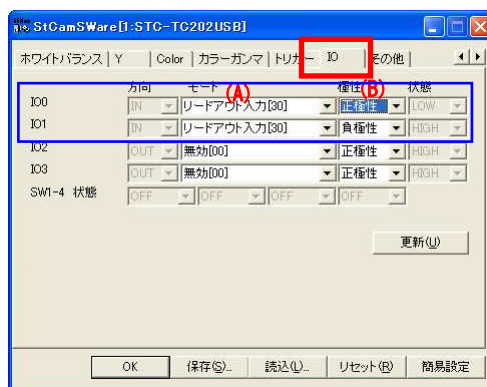 StCamSWare[1:STC-TC202USB]
ホワイトバランス Y Color カラーガンマ トリガー IO その他
方向 モード (A) 極性 (B) 状態
IO0 IN リードアウト入力[30] 正極性 LOW
IO1 IN リードアウト入力[30] 負極性 HIGH
IO2 OUT 無効[00] 正極性 HIGH
IO3 OUT 無効[00] 正極性 HIGH
SW1-4 状態 OFF OFF OFF OFF
更新(U)
OK 保存(S)... 読込(L)... リセット(R) 簡易設定